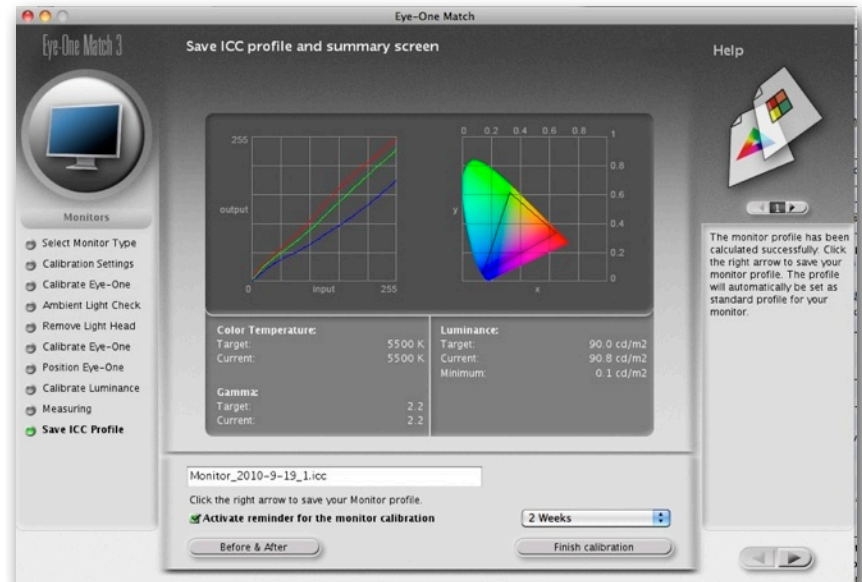 Eye-One Match
Eye-One Match 3
Save ICC profile and summary screen
Help
Monitors
Select Monitor Type
Calibration Settings
Calibrate Eye-One
Ambient Light Check
Remove Light Head
Calibrate Eye-One
Position Eye-One
Calibrate Luminance
Measuring
Save ICC Profile
255
output
0
input
255
0 0.2 0.4 0.6 0.8 1
0.8
0.6
0.4
0.2
0
y
x
Color Temperature:
Target: 5500 K
Current: 5500 K
Gamma:
Target: 2.2
Current: 2.2
Luminance:
Target: 90.0 cd/m2
Current: 90.8 cd/m2
Minimum: 0.1 cd/m2
Monitor_2010-9-19_1.icc
Click the right arrow to save your Monitor profile.
Activate reminder for the monitor calibration
2 Weeks
Before & After
Finish calibration
1
The monitor profile has been
calculated successfully. Click
the right arrow to save your
monitor profile. The profile
will automatically be set as
standard profile for your
monitor.